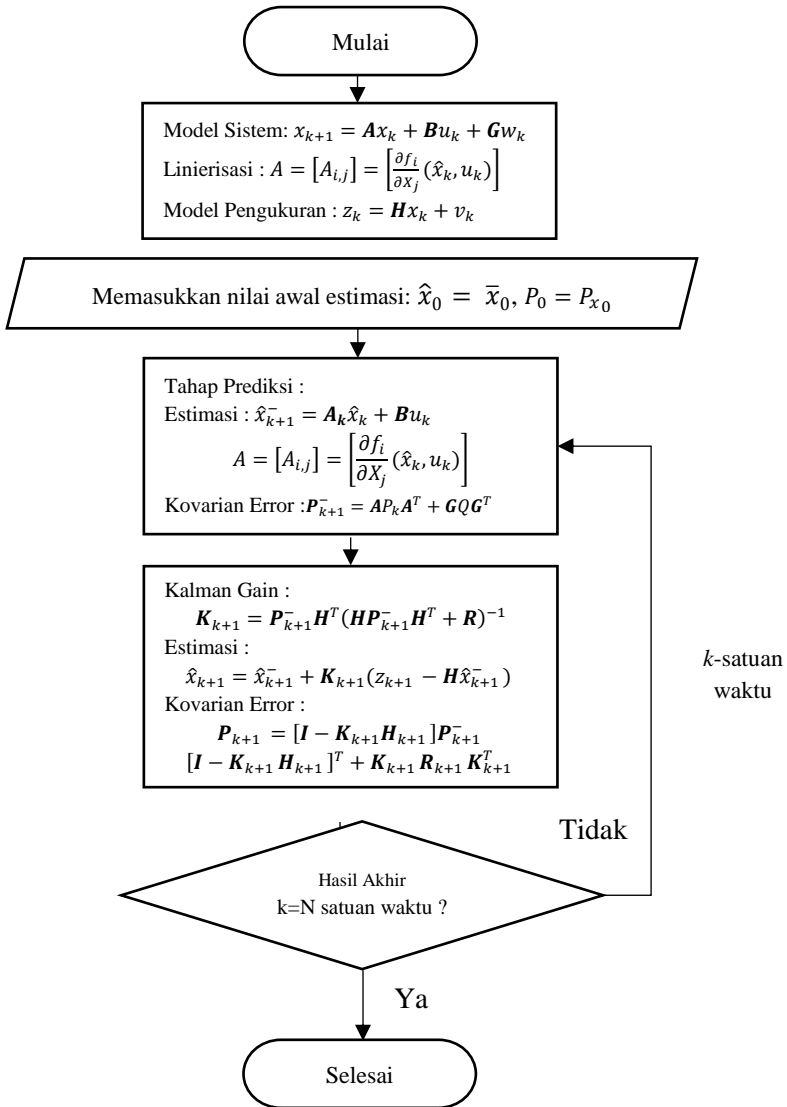 Mulai
Model Sistem: x_{k+1} = Ax_k + Bu_k + Gw_k
Linierisasi : A = [A_{i,j}] = [∂f_i/∂X_j (x̂_k, u_k)]
Model Pengukuran : z_k = Hx_k + v_k
Memasukkan nilai awal estimasi: x̂_0 = x̄_0, P_0 = P_{x_0}
Tahap Prediksi :
Estimasi : x̂⁻_{k+1} = A_k x̂_k + Bu_k
A = [A_{i,j}] = [∂f_i/∂X_j (x̂_k, u_k)]
Kovarian Error :P⁻_{k+1} = AP_kA^T + GQG^T
Kalman Gain :
K_{k+1} = P⁻_{k+1}H^T(HP⁻_{k+1}H^T + R)^{-1}
Estimasi :
x̂_{k+1} = x̂⁻_{k+1} + K_{k+1}(z_{k+1} − Hx̂⁻_{k+1})
Kovarian Error :
P_{k+1} = [I − K_{k+1}H_{k+1}]P⁻_{k+1}
[I − K_{k+1} H_{k+1}]^T + K_{k+1} R_{k+1} K^T_{k+1}
k-satuan
waktu
Tidak
Hasil Akhir
k=N satuan waktu ?
Ya
Selesai